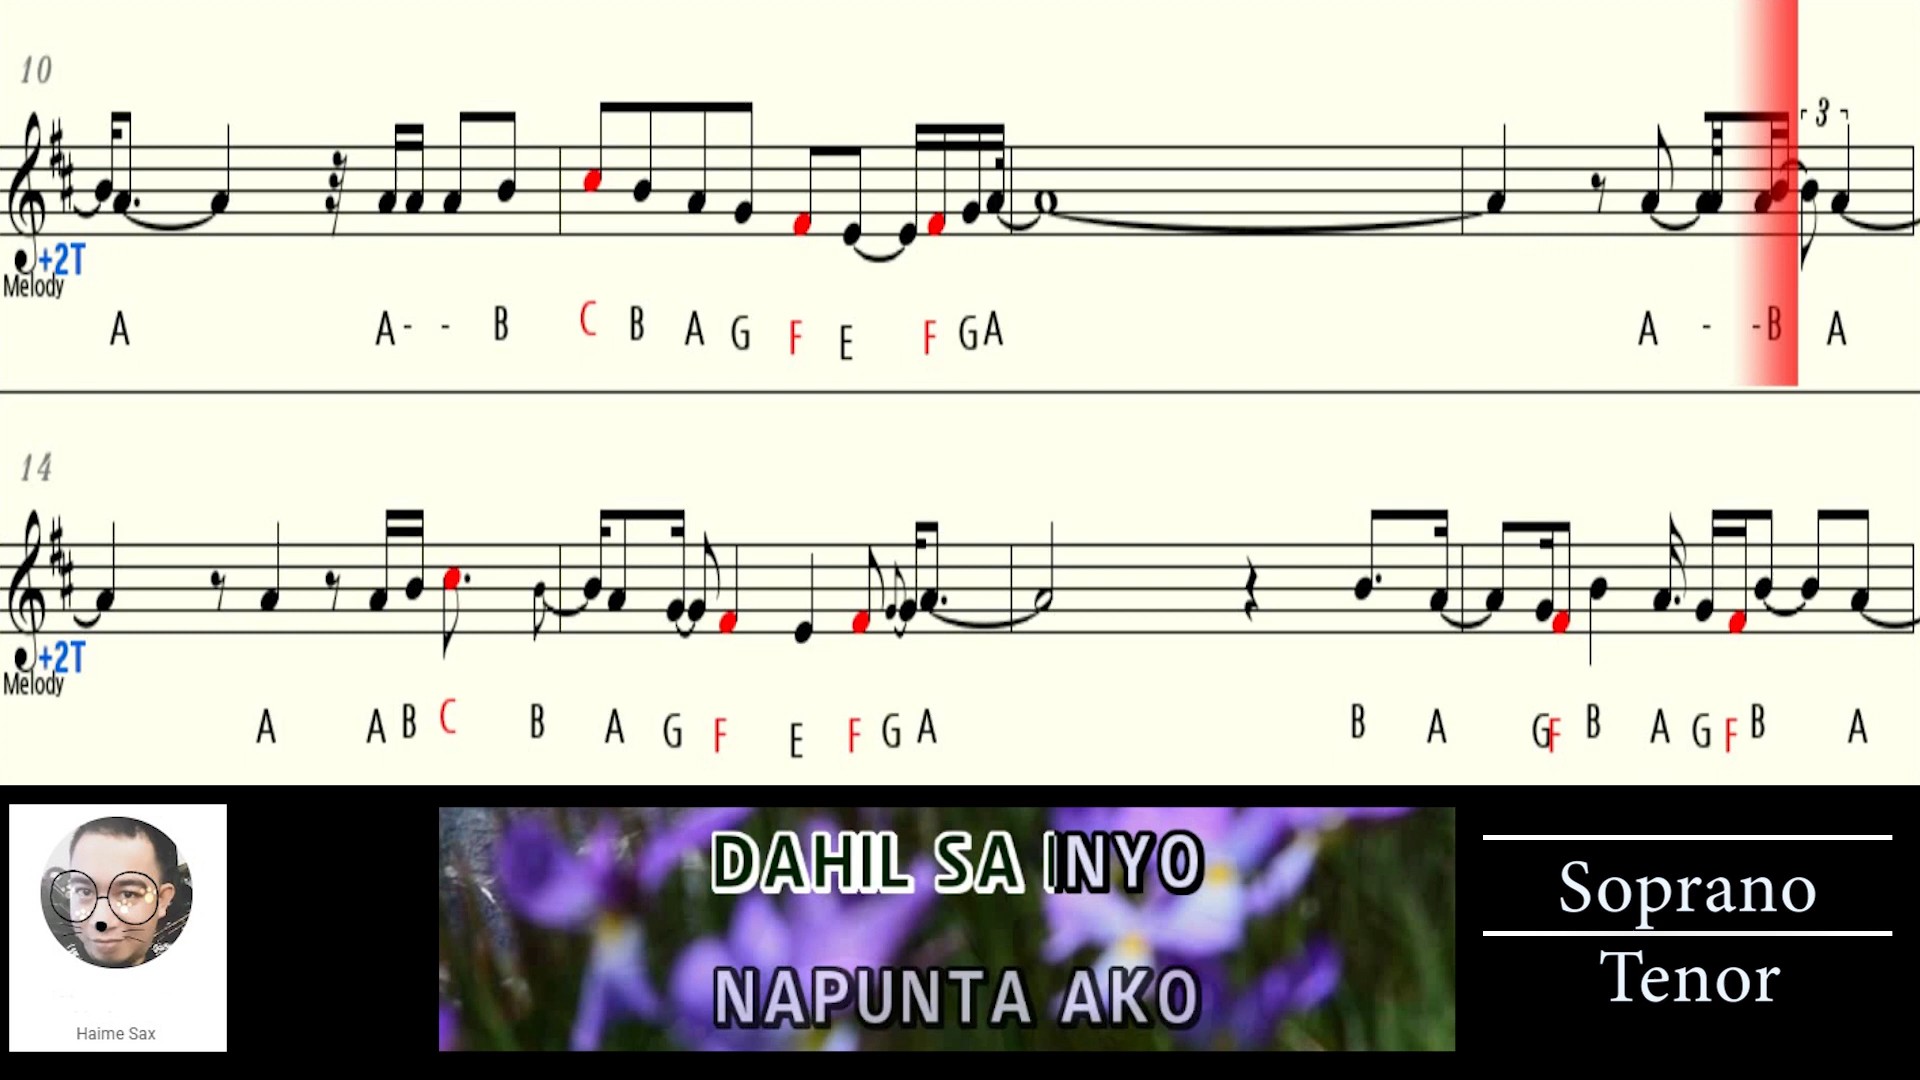 10
3
+2T
Melody
A A - - B C B A G F E F G A A - - B A
14
+2T
Melody
A A B C B A G F E F G A B A G F B A G F B A
DAHIL SA INYO
NAPUNTA AKO
Haime Sax
Soprano
Tenor